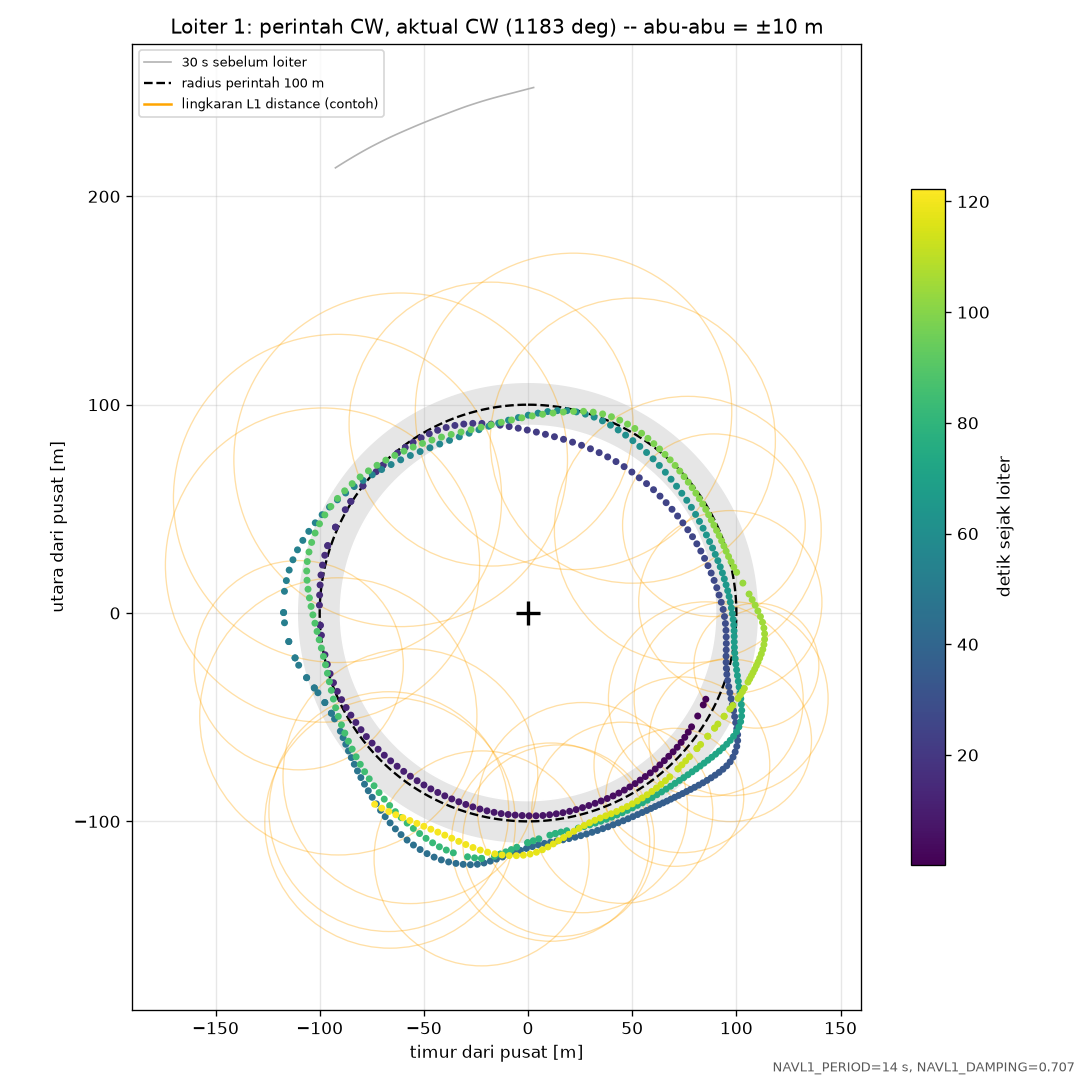 Loiter 1: perintah CW, aktual CW (1183 deg) -- abu-abu = ±10 m
30 s sebelum loiter
radius perintah 100 m
lingkaran L1 distance (contoh)
200
100
0
−100
−150
−100
−50
0
50
100
150
timur dari pusat [m]
utara dari pusat [m]
120
100
80
60
40
20
detik sejak loiter
NAVL1_PERIOD=14 s, NAVL1_DAMPING=0.707